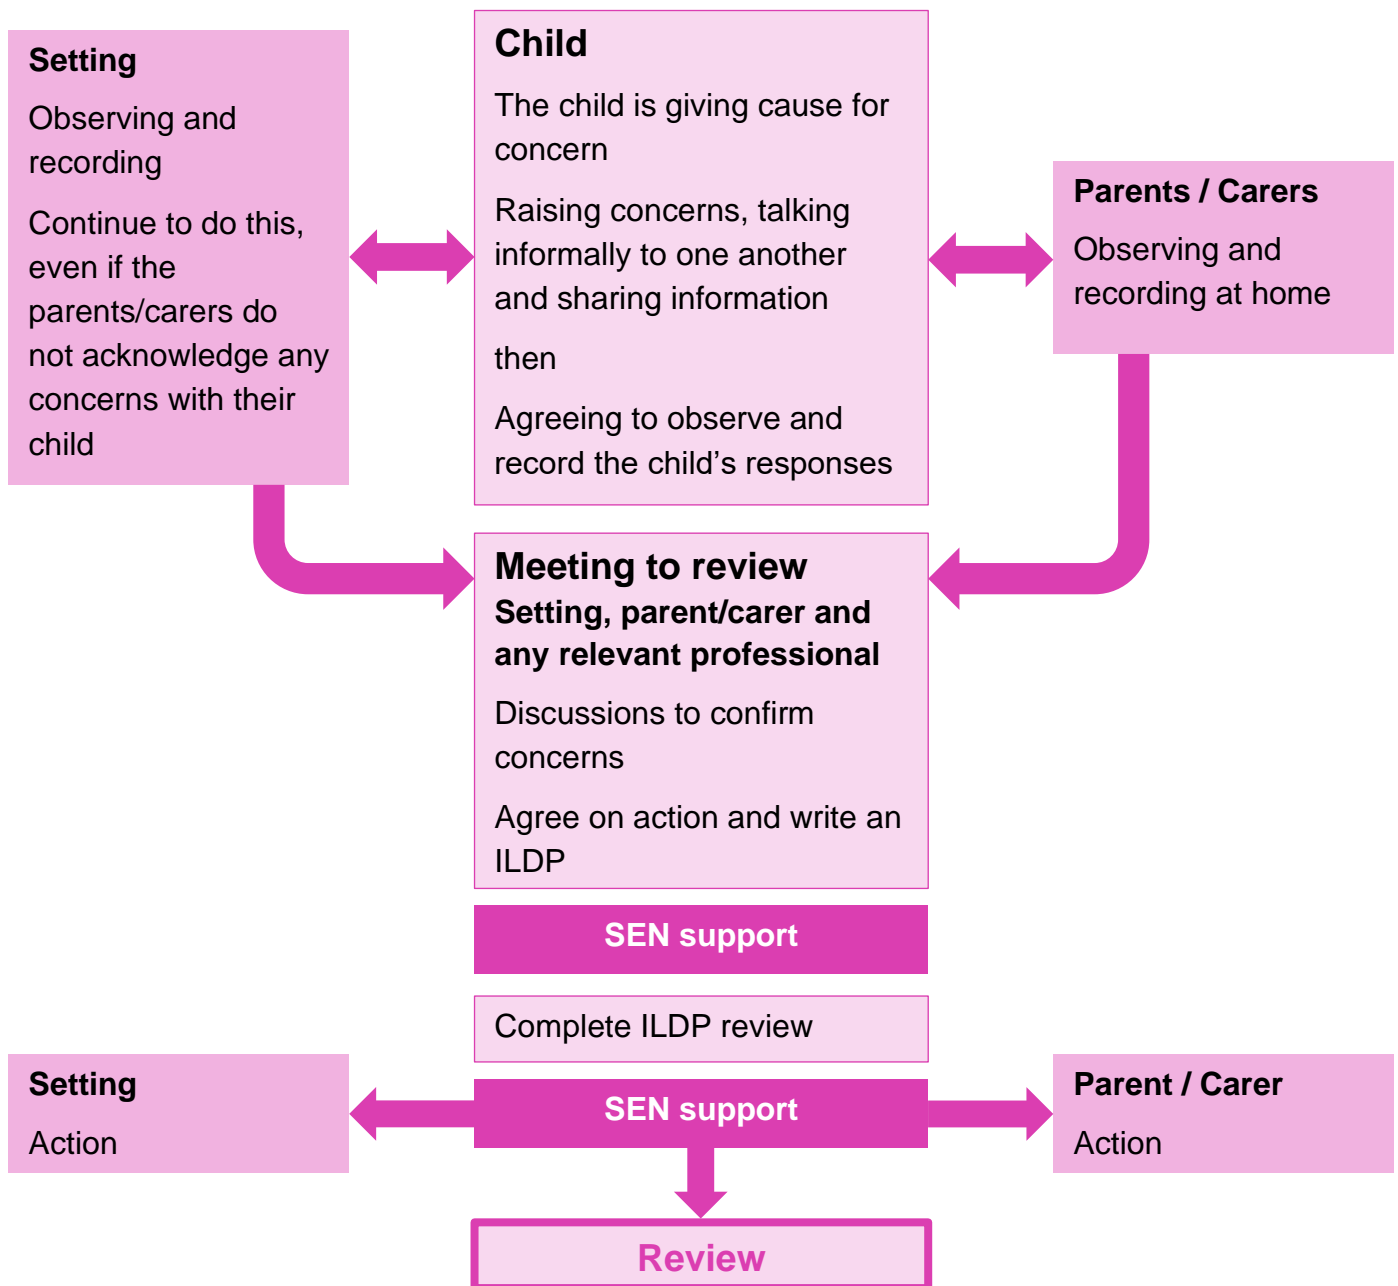 Setting
Observing and
recording
Continue to do this,
even if the
parents/carers do
not acknowledge any
concerns with their
child
Child
The child is giving cause for
concern
Raising concerns, talking
informally to one another
and sharing information
then
Agreeing to observe and
record the child’s responses
Parents / Carers
Observing and
recording at home
Meeting to review
Setting, parent/carer and
any relevant professional
Discussions to confirm
concerns
Agree on action and write an
ILDP
SEN support
Complete ILDP review
Setting
Action
SEN support
Parent / Carer
Action
Review